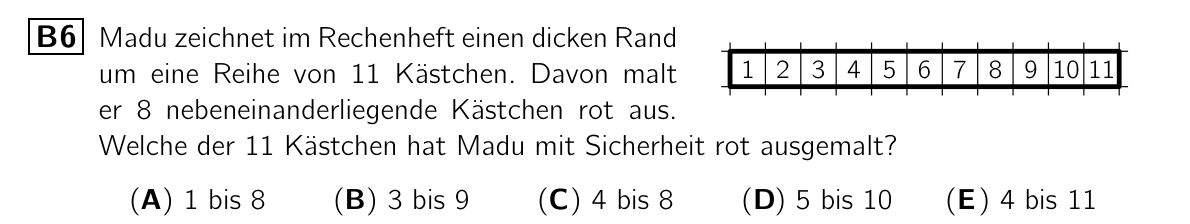 B6 Madu zeichnet im Rechenheft einen dicken Rand
um eine Reihe von 11 Kästchen. Davon malt
er 8 nebeneinanderliegende Kästchen rot aus.
Welche der 11 Kästchen hat Madu mit Sicherheit rot ausgemalt?
1 2 3 4 5 6 7 8 9 10 11
(A) 1 bis 8 (B) 3 bis 9 (C) 4 bis 8 (D) 5 bis 10 (E) 4 bis 11